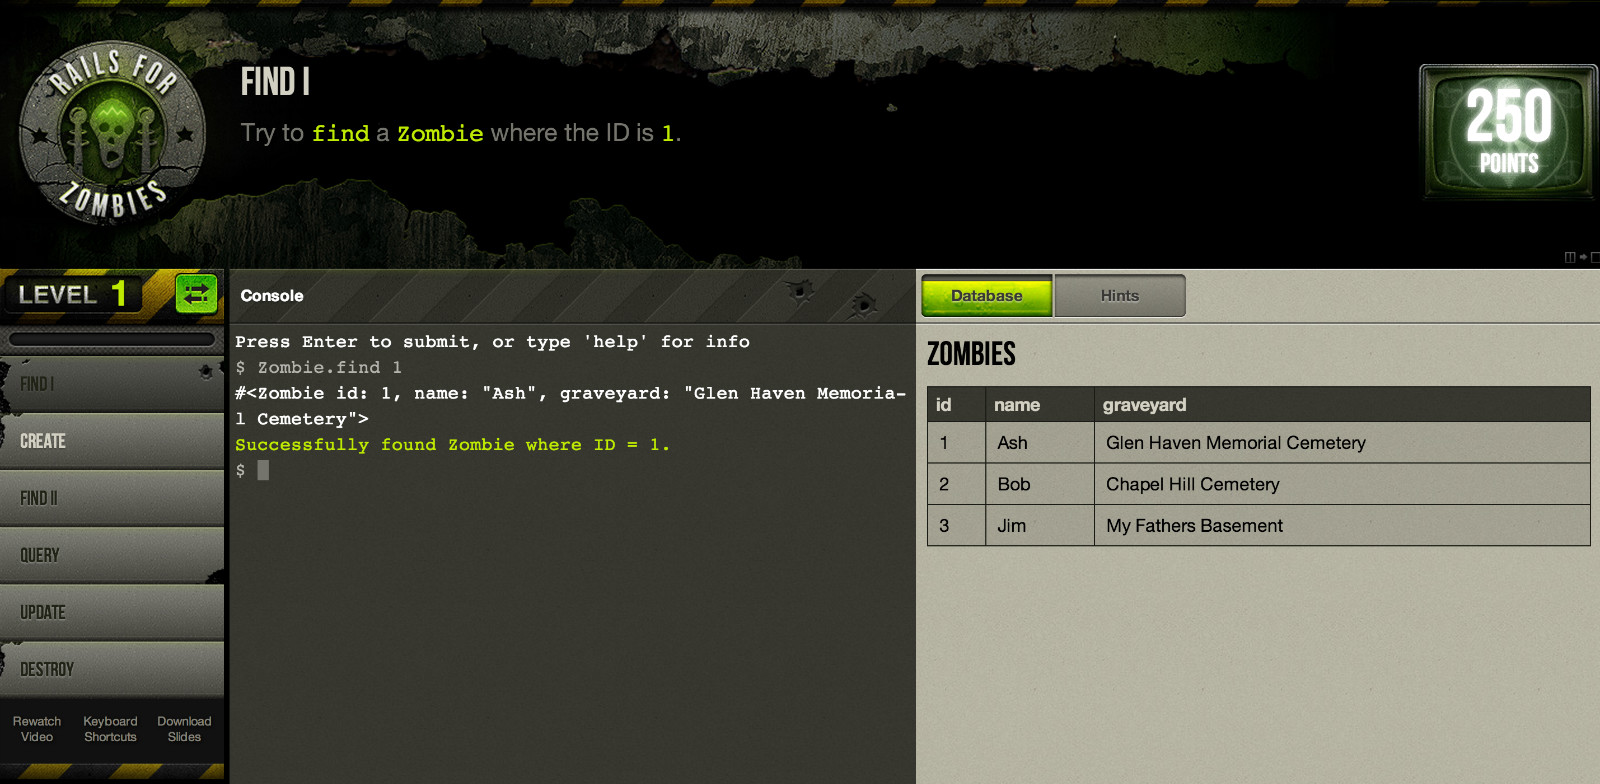 RAILS FOR
ZOMBIES
FIND I
Try to find a Zombie where the ID is 1.
250
POINTS
LEVEL 1
FIND I
CREATE
FIND II
QUERY
UPDATE
DESTROY
Rewatch Video
Keyboard Shortcuts
Download Slides
Console
Press Enter to submit, or type 'help' for info
$ Zombie.find 1
#<Zombie id: 1, name: "Ash", graveyard: "Glen Haven Memoria-
l Cemetery">
Successfully found Zombie where ID = 1.
$
Database Hints
ZOMBIES
id name graveyard
1 Ash Glen Haven Memorial Cemetery
2 Bob Chapel Hill Cemetery
3 Jim My Fathers Basement